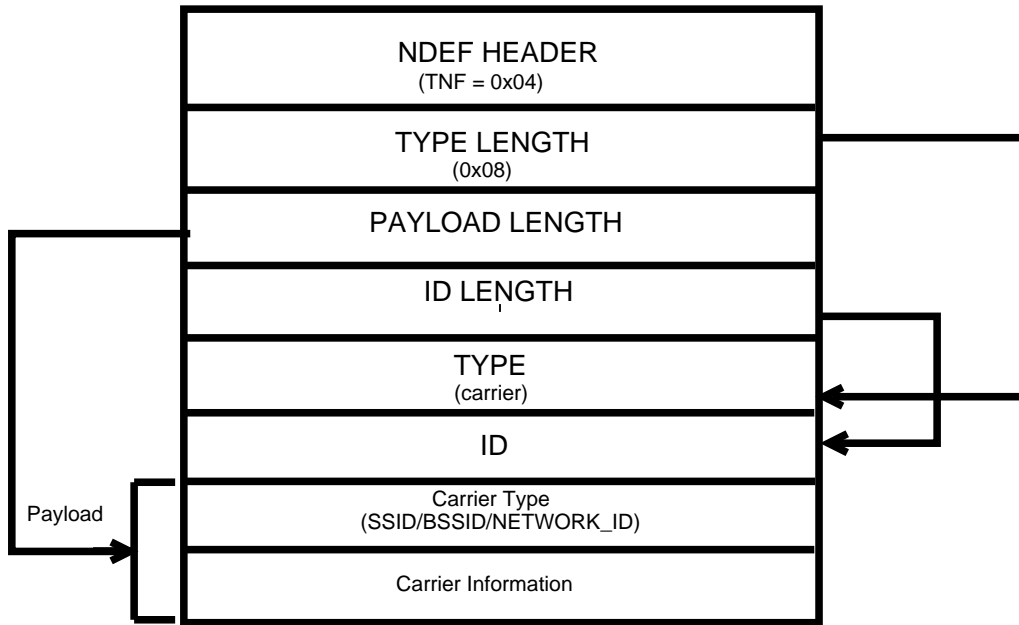 NDEF HEADER
(TNF = 0x04)
TYPE LENGTH
(0x08)
PAYLOAD LENGTH
ID LENGTH
TYPE
(carrier)
ID
Carrier Type
(SSID/BSSID/NETWORK_ID)
Payload
Carrier Information